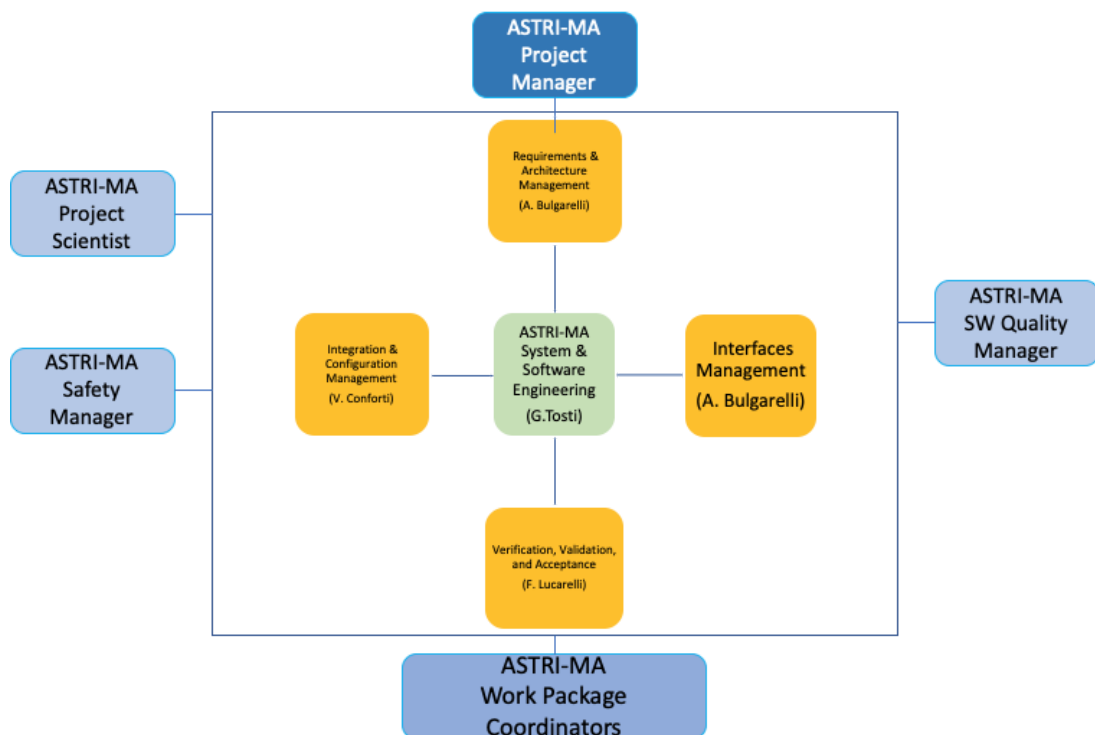 ASTRI-MA
Project
Manager
Requirements &
Architecture
Management
(A. Bulgarelli)
ASTRI-MA
Project
Scientist
ASTRI-MA
SW Quality
Manager
ASTRI-MA
Safety
Manager
Integration &
Configuration
Management
(V. Conforti)
ASTRI-MA
System &
Software
Engineering
(G.Tosti)
Interfaces
Management
(A. Bulgarelli)
Verification, Validation,
and Acceptance
(F. Lucarelli)
ASTRI-MA
Work Package
Coordinators